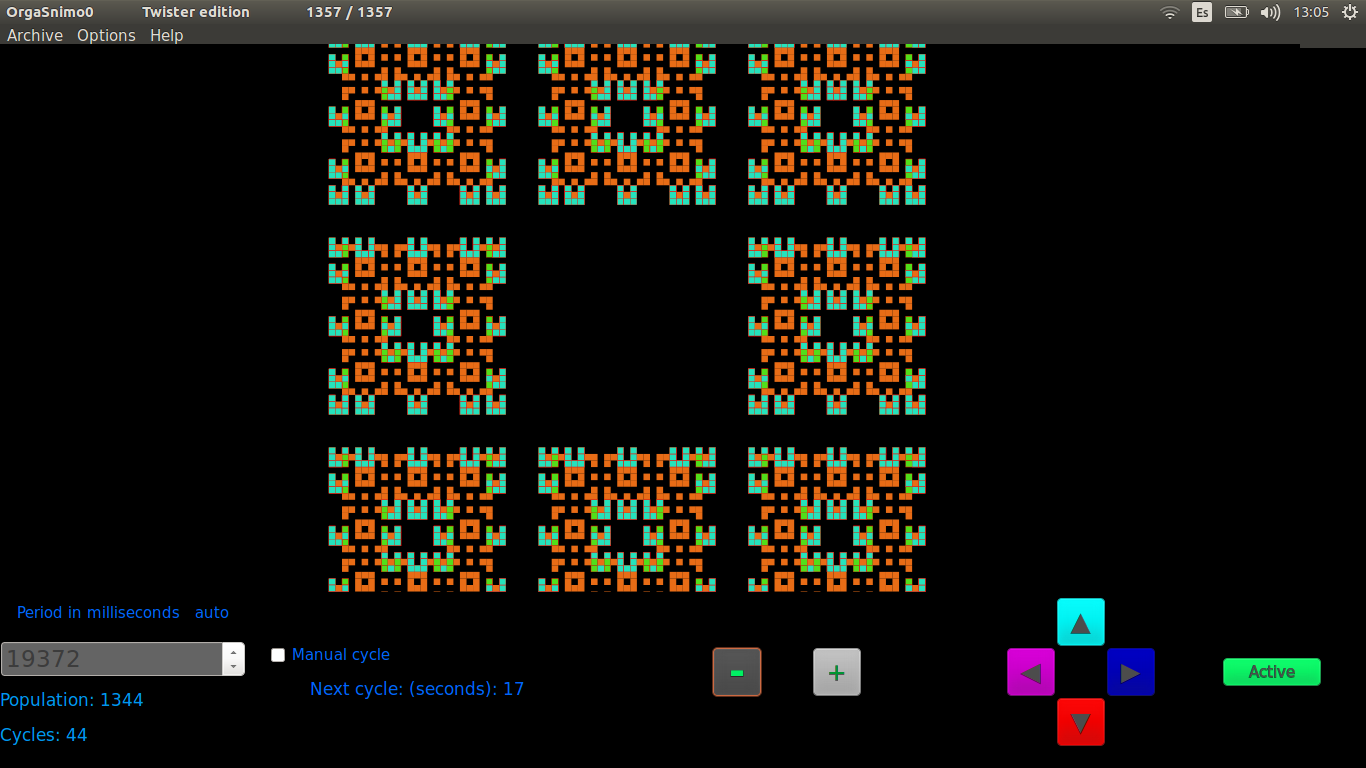 OrgaSnimo0 Twister edition 1357 / 1357 Es 13:05
Archive Options Help
Period in milliseconds auto
19372
Manual cycle
- +
Active
Population: 1344
Next cycle: (seconds): 17
Cycles: 44